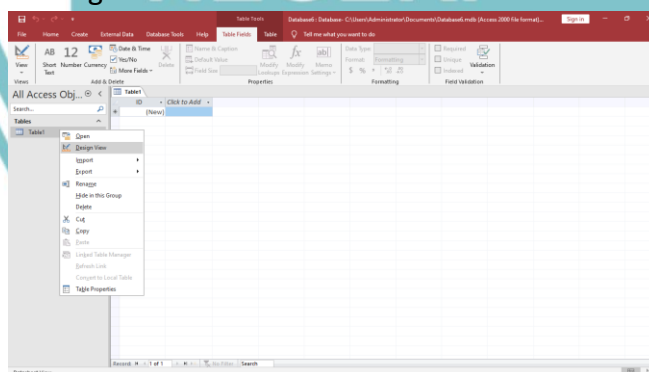 Table Tools
Database6 : Database- C:\Users\Administrator\Documents\Database6.mdb (Access 2000 file format)...
Sign in
File Home Create External Data Database Tools Help Table Fields Table Tell me what you want to do
View
AB Short Text
12 Number
Currency
Date & Time
Yes/No
More Fields
Delete
Name & Caption
Default Value
Field Size
Modify Lookups
Modify Expression
Memo Settings
Data Type:
Format: Formatting
$ % ,
Required
Unique
Indexed
Validation
Views
Add & Delete
Properties
Formatting
Field Validation
All Access Obj...
Search...
Tables
Table1
Table1
ID Click to Add
(New)
Open
Design View
Import
Export
Rename
Hide in this Group
Delete
Cut
Copy
Paste
Linked Table Manager
Refresh Link
Convert to Local Table
Table Properties
Record: 1 of 1 No Filter Search